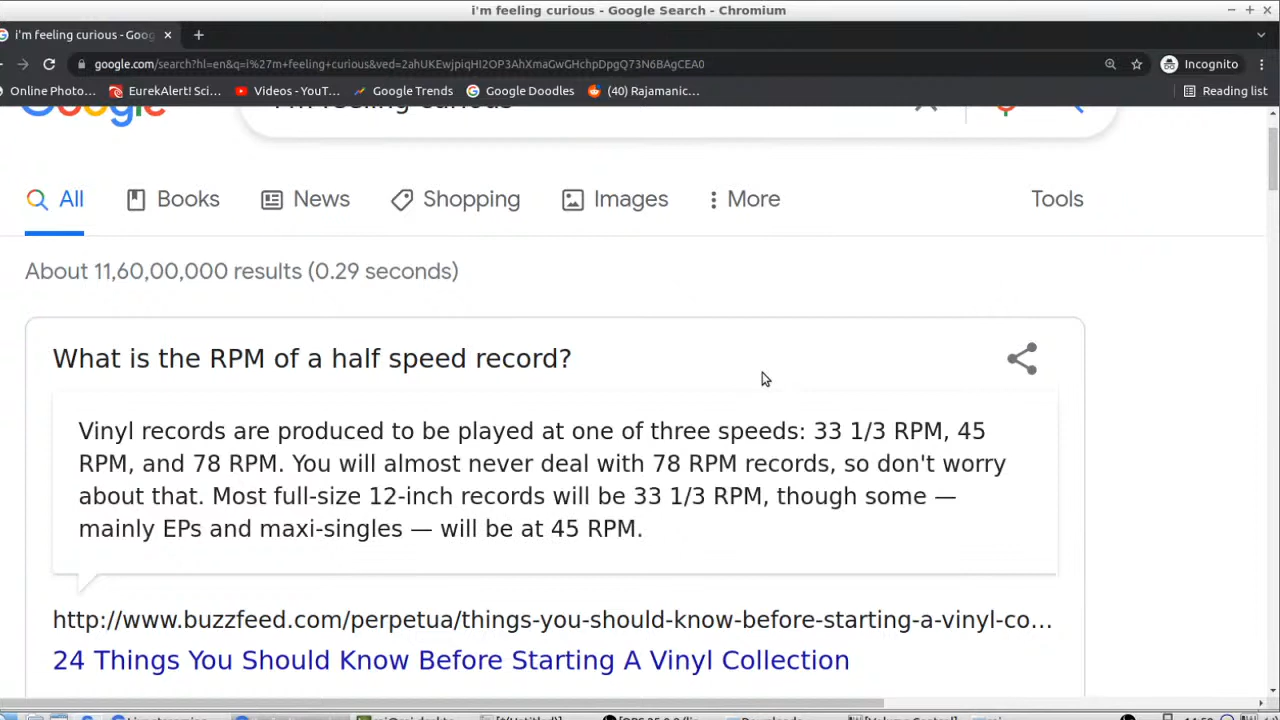 i'm feeling curious - Google Search - Chromium
i'm feeling curious - Goog
google.com/search?hl=en&q=i%27m+feeling+curious&ved=2ahUKEwjpiqHI2OP3AhXmaGwGHchpDpgQ73N6BAgCEA0
Incognito
Online Photo… EurekAlert! Sci… Videos - YouT… Google Trends Google Doodles (40) Rajamanic… Reading list
Google i'm feeling curious
All Books News Shopping Images More Tools
About 11,60,00,000 results (0.29 seconds)
What is the RPM of a half speed record?
Vinyl records are produced to be played at one of three speeds: 33 1/3 RPM, 45
RPM, and 78 RPM. You will almost never deal with 78 RPM records, so don't worry
about that. Most full-size 12-inch records will be 33 1/3 RPM, though some —
mainly EPs and maxi-singles — will be at 45 RPM.
http://www.buzzfeed.com/perpetua/things-you-should-know-before-starting-a-vinyl-co...
24 Things You Should Know Before Starting A Vinyl Collection